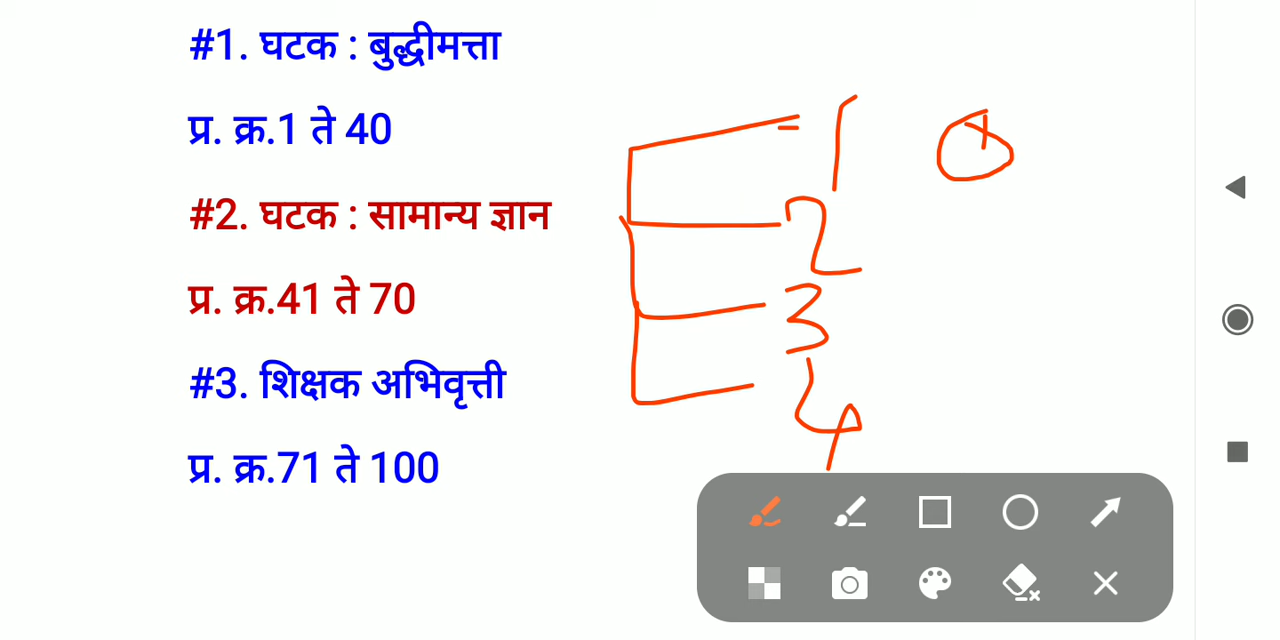 #1. घटक : बुद्धीमत्ता
प्र. क्र.1 ते 40
#2. घटक : सामान्य ज्ञान
प्र. क्र.41 ते 70
#3. शिक्षक अभिवृत्ती
प्र. क्र.71 ते 100
= 1
2
3
4